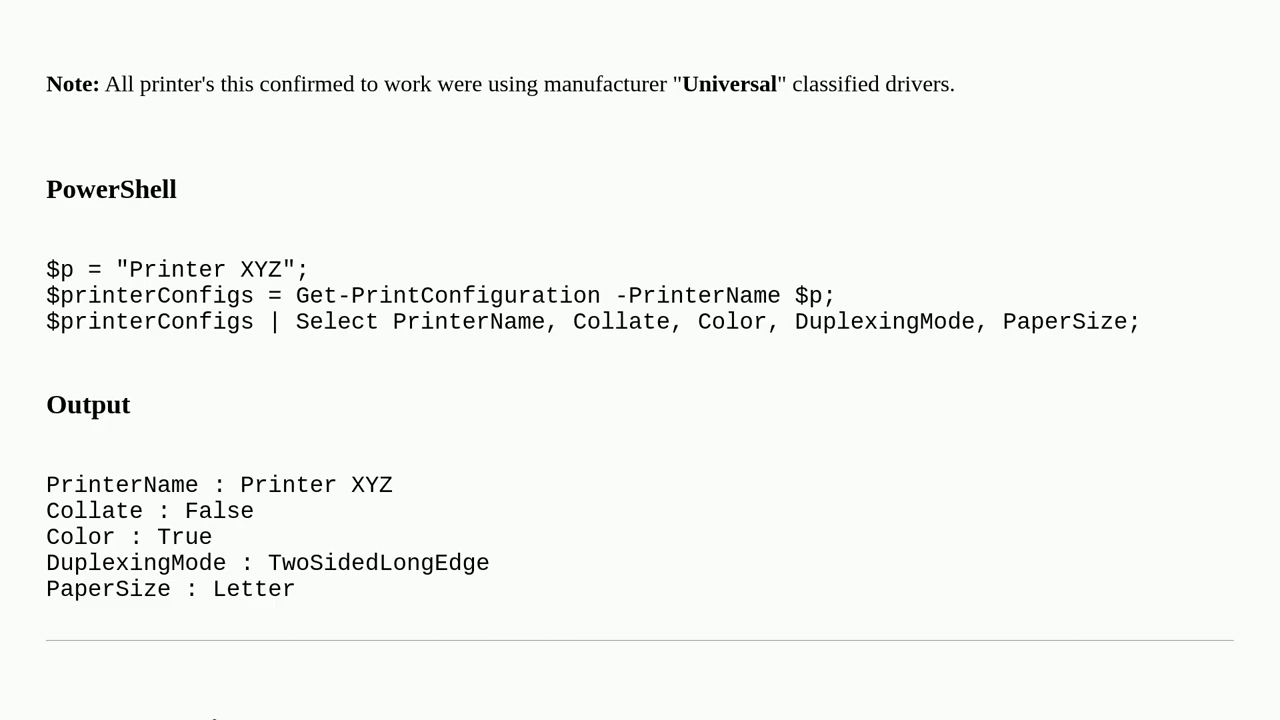 Note: All printer's this confirmed to work were using manufacturer "Universal" classified drivers.
PowerShell
$p = "Printer XYZ";
$printerConfigs = Get-PrintConfiguration -PrinterName $p;
$printerConfigs | Select PrinterName, Collate, Color, DuplexingMode, PaperSize;
Output
PrinterName : Printer XYZ
Collate : False
Color : True
DuplexingMode : TwoSidedLongEdge
PaperSize : Letter